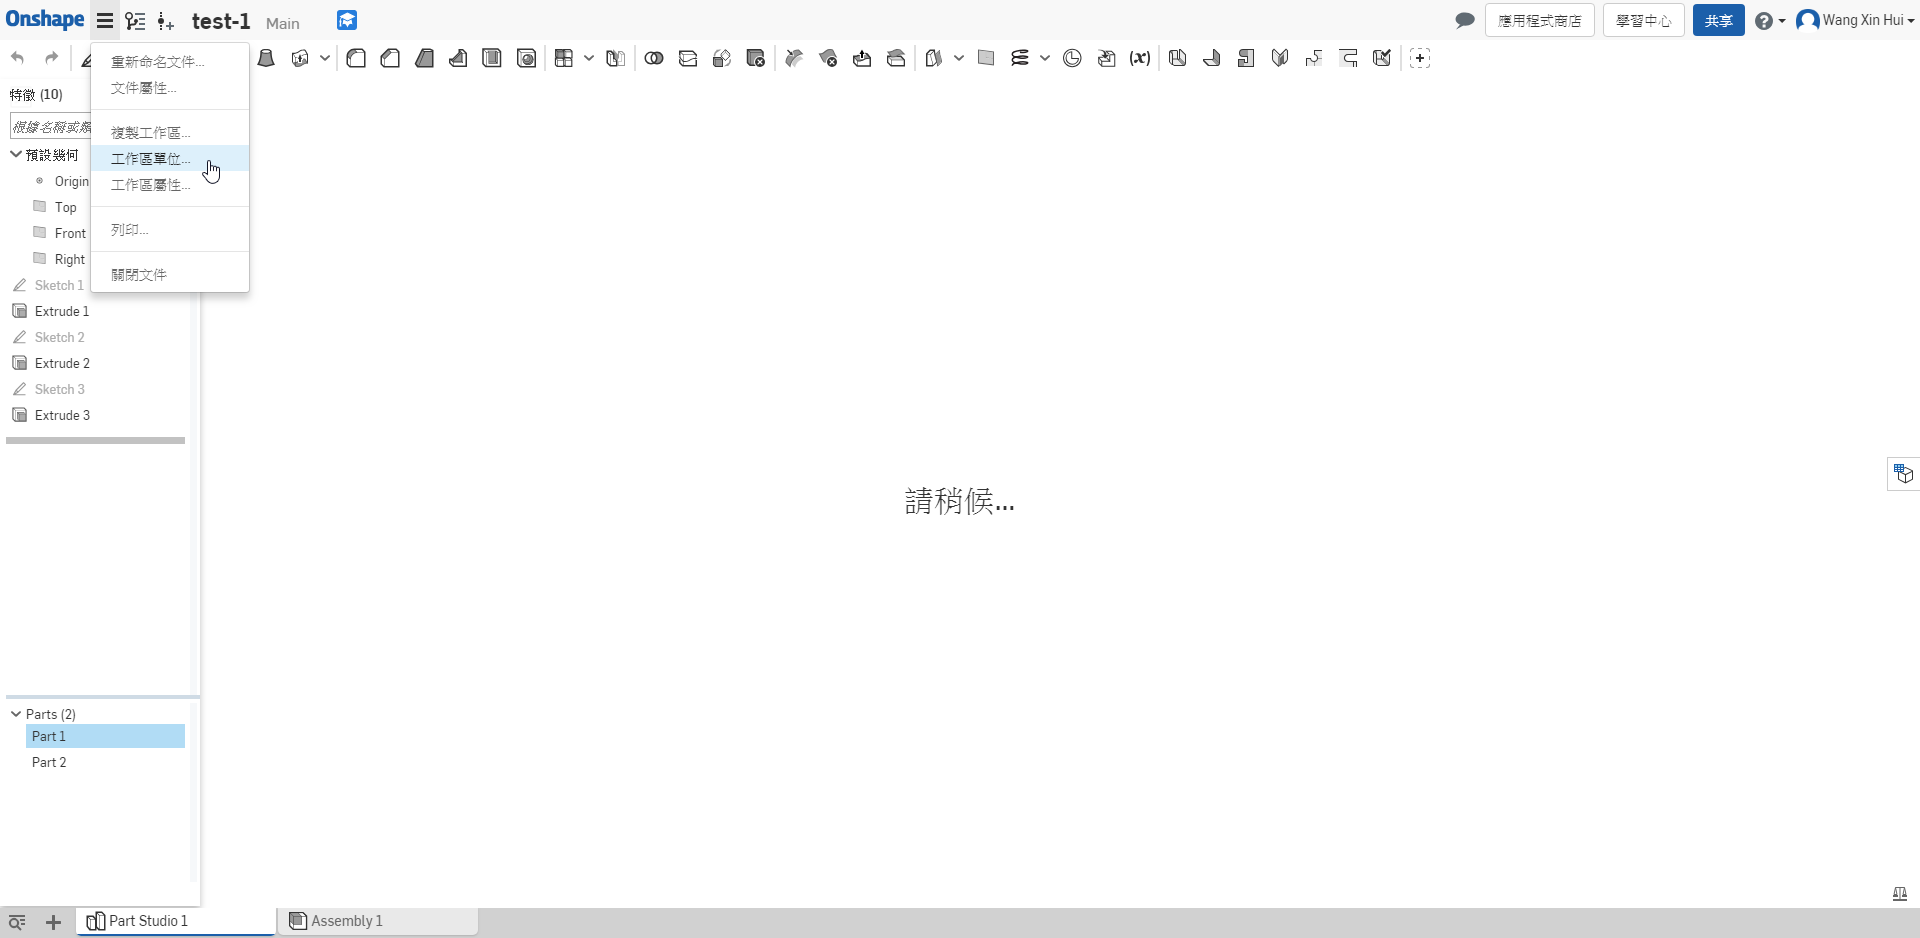 Onshape
test-1 Main
應用程式商店
學習中心
共享
Wang Xin Hui
重新命名文件...
文件屬性...
複製工作區...
工作區單位...
工作區屬性...
列印...
關閉文件
(x)
特徵 (10)
根據名稱或
預設幾何
Origin
Top
Front
Right
Sketch 1
Extrude 1
Sketch 2
Extrude 2
Sketch 3
Extrude 3
請稍候...
Parts (2)
Part 1
Part 2
Part Studio 1
Assembly 1